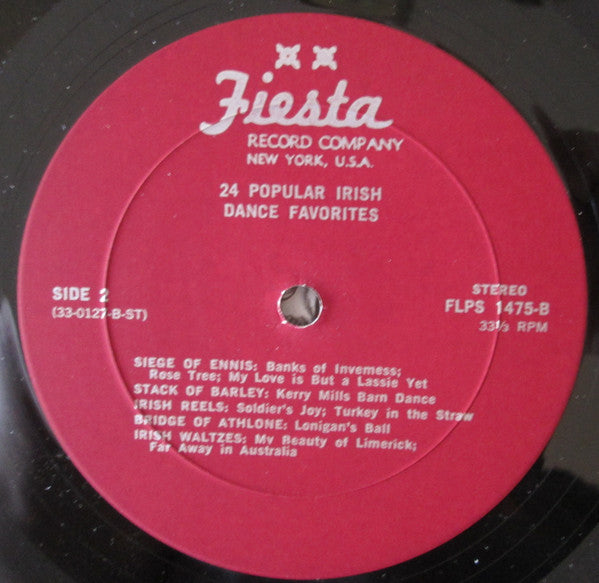 Fiesta
RECORD COMPANY
NEW YORK, U.S.A.
24 POPULAR IRISH
DANCE FAVORITES
SIDE 2
(33-0127-B-ST)
STEREO
FLPS 1475-B
33⅓ RPM
SIEGE OF ENNIS: Banks of Inverness;
Rose Tree; My Love is But a Lassie Yet
STACK OF BARLEY: Kerry Mills Barn Dance
IRISH REELS: Soldier's Joy; Turkey in the Straw
BRIDGE OF ATHLONE: Lonigan's Ball
IRISH WALTZES: My Beauty of Limerick;
Far Away in Australia